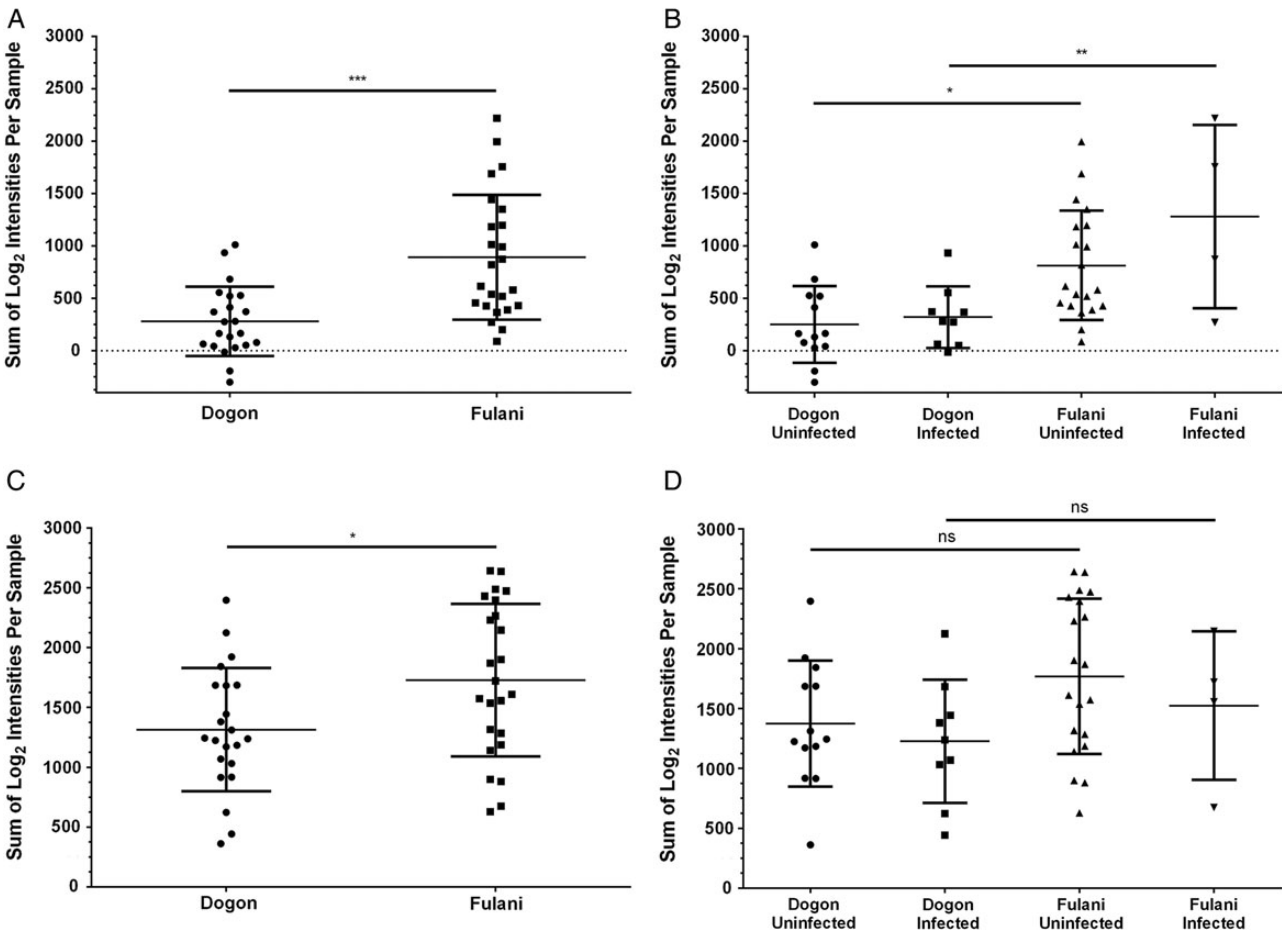 A
Sum of Log2 Intensities Per Sample
3000
2500
2000
1500
1000
500
0
***
Dogon
Fulani
B
Sum of Log2 Intensities Per Sample
3000
2500
2000
1500
1000
500
0
**
*
Dogon
Uninfected
Dogon
Infected
Fulani
Uninfected
Fulani
Infected
C
Sum of Log2 Intensities Per Sample
3000
2500
2000
1500
1000
500
0
*
Dogon
Fulani
D
Sum of Log2 Intensities Per Sample
3000
2500
2000
1500
1000
500
0
ns
ns
Dogon
Uninfected
Dogon
Infected
Fulani
Uninfected
Fulani
Infected